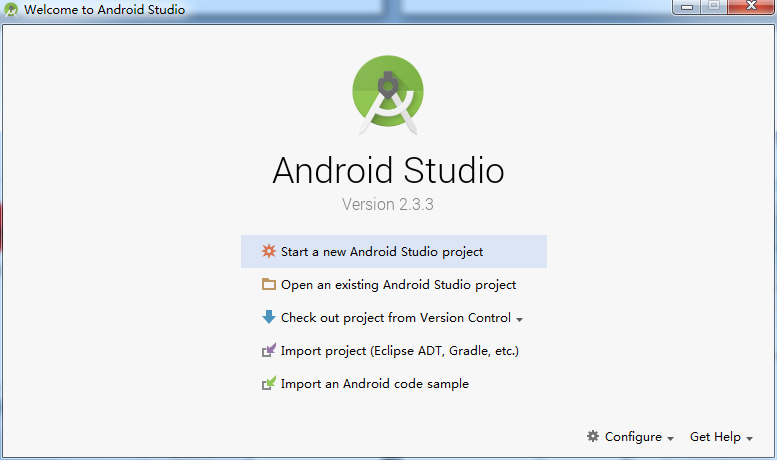 Welcome to Android Studio
Android Studio
Version 2.3.3
Start a new Android Studio project
Open an existing Android Studio project
Check out project from Version Control
Import project (Eclipse ADT, Gradle, etc.)
Import an Android code sample
Configure Get Help